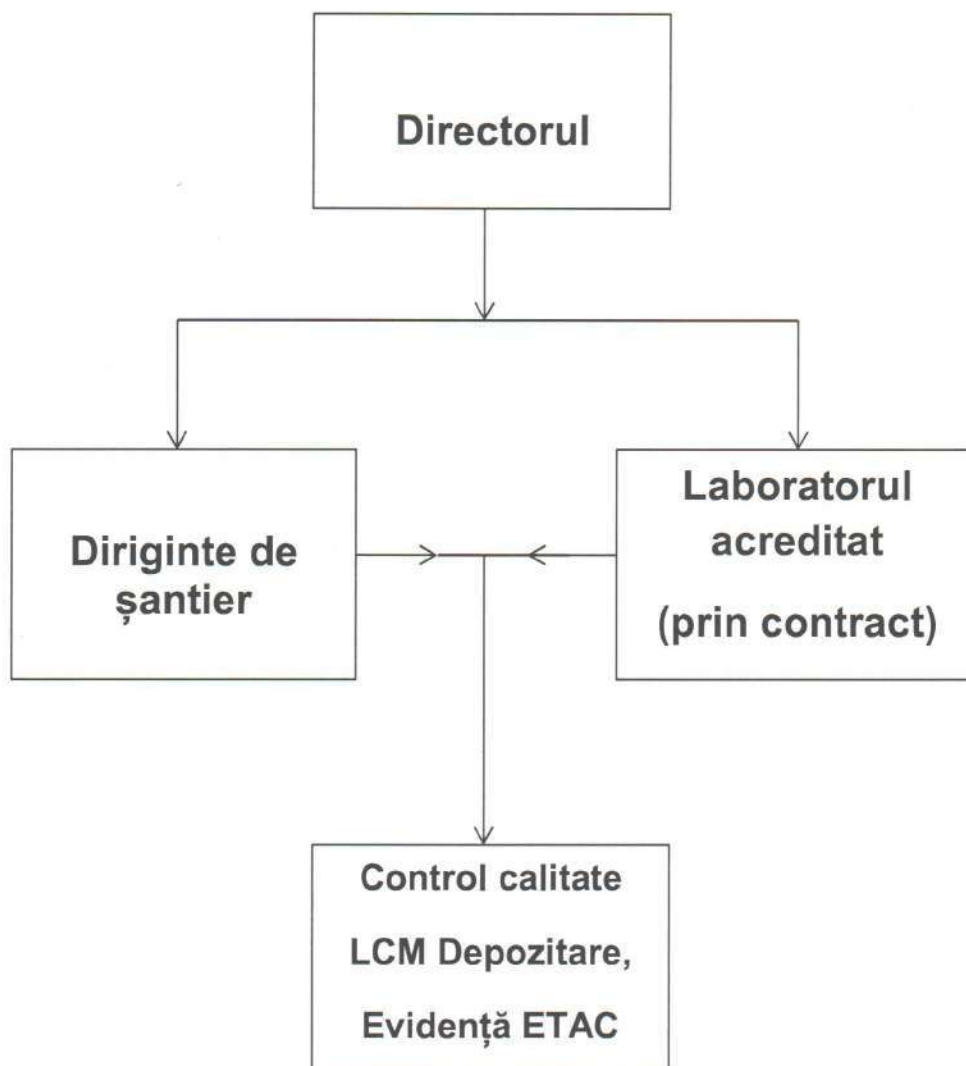 Directorul
Diriginte de
șantier
Laboratorul
acreditat
(prin contract)
Control calitate
LCM Depozitare,
Evidență ETAC